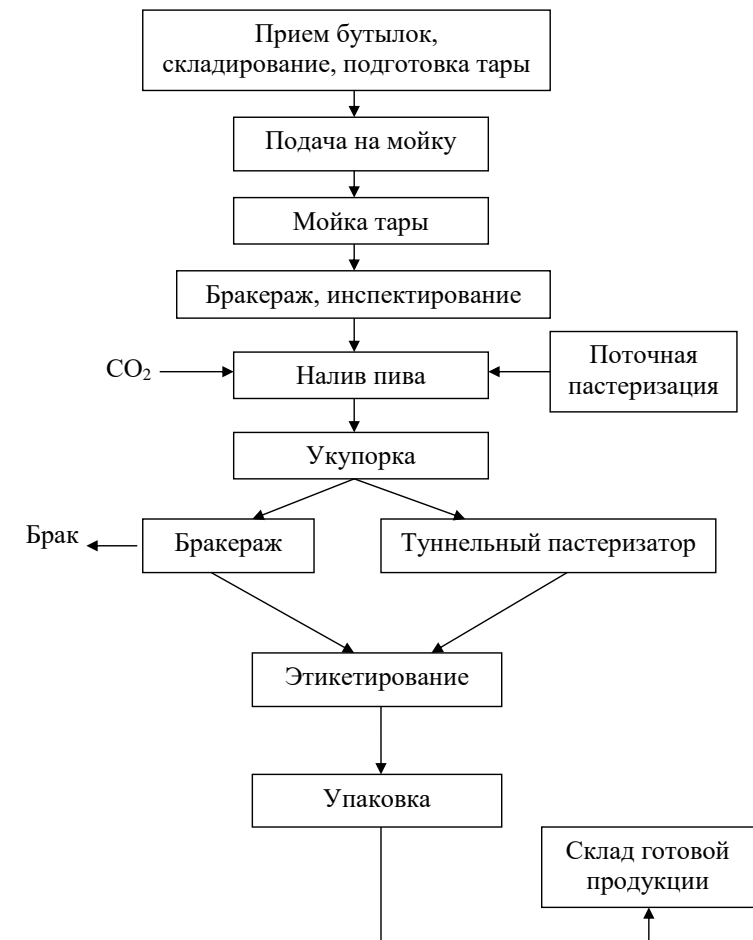 Прием бутылок,
складирование, подготовка тары
Подача на мойку
Мойка тары
Бракераж, инспектирование
CO₂
Налив пива
Поточная
пастеризация
Укупорка
Брак
Бракераж
Туннельный пастеризатор
Этикетирование
Упаковка
Склад готовой
продукции